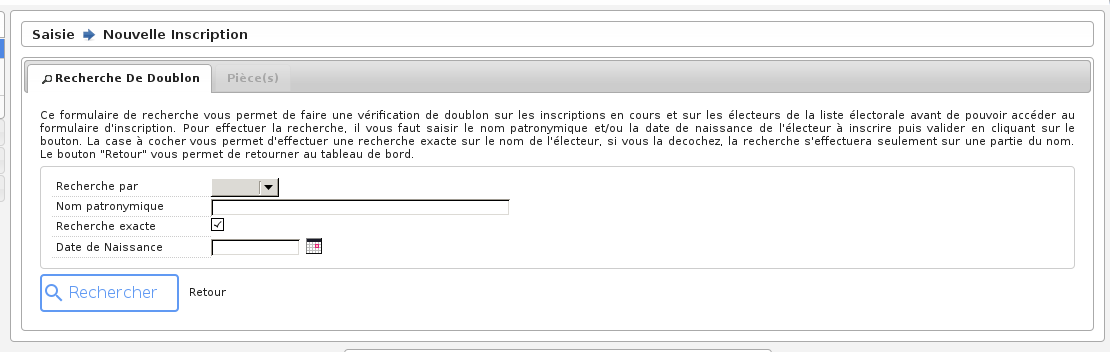 Saisie Nouvelle Inscription
Recherche De Doublon Pièce(s)
Ce formulaire de recherche vous permet de faire une vérification de doublon sur les inscriptions en cours et sur les électeurs de la liste électorale avant de pouvoir accéder au
formulaire d'inscription. Pour effectuer la recherche, il vous faut saisir le nom patronymique et/ou la date de naissance de l'électeur à inscrire puis valider en cliquant sur le
bouton. La case à cocher vous permet d'effectuer une recherche exacte sur le nom de l'électeur, si vous la decochez, la recherche s'effectuera seulement sur une partie du nom.
Le bouton "Retour" vous permet de retourner au tableau de bord.
Recherche par
Nom patronymique
Recherche exacte
Date de Naissance
Rechercher Retour